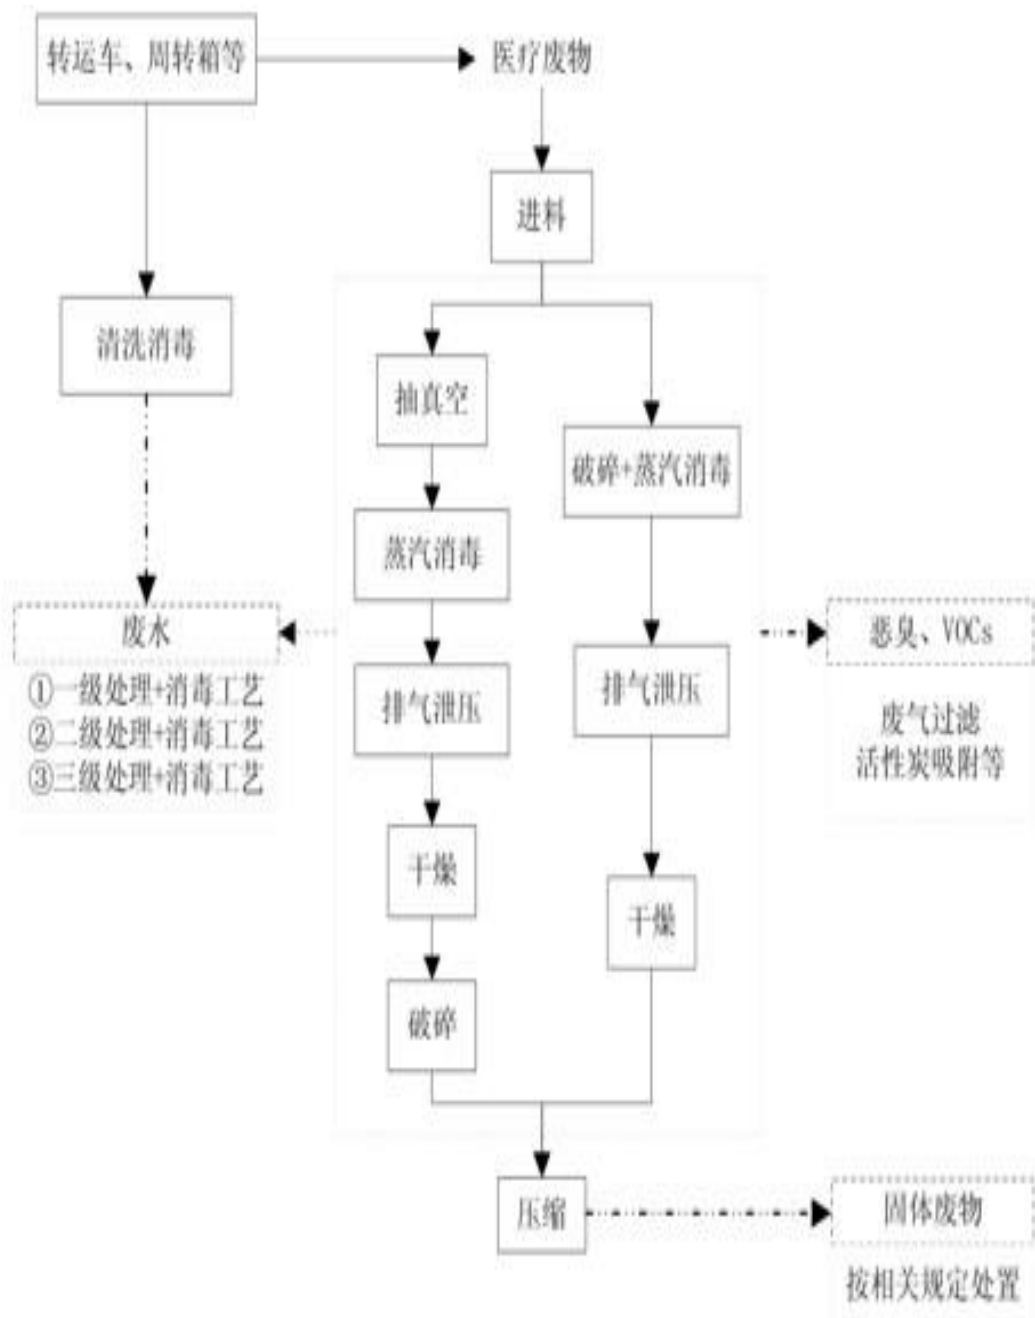 转运车、周转箱等
医疗废物
进料
清洗消毒
抽真空
破碎+蒸汽消毒
蒸汽消毒
废水
①一级处理+消毒工艺
②二级处理+消毒工艺
③三级处理+消毒工艺
排气泄压
排气泄压
恶臭、VOCs
废气过滤
活性炭吸附等
干燥
干燥
破碎
压缩
固体废物
按相关规定处置